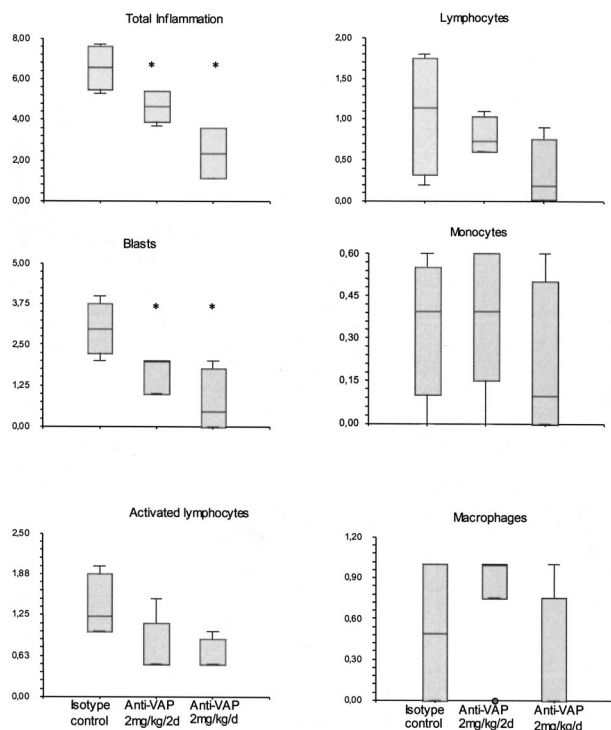 Total Inflammation
8,00
6,00
4,00
2,00
0,00
* *
Lymphocytes
2,00
1,50
1,00
0,50
0,00
Blasts
5,00
3,75
2,50
1,25
0,00
* *
Monocytes
0,60
0,45
0,30
0,15
0,00
Activated lymphocytes
2,50
1,88
1,25
0,63
0,00
Isotype control
Anti-VAP 2mg/kg/2d
Anti-VAP 2mg/kg/d
Macrophages
1,20
0,90
0,60
0,30
0,00
Isotype control
Anti-VAP 2mg/kg/2d
Anti-VAP 2mg/kg/d